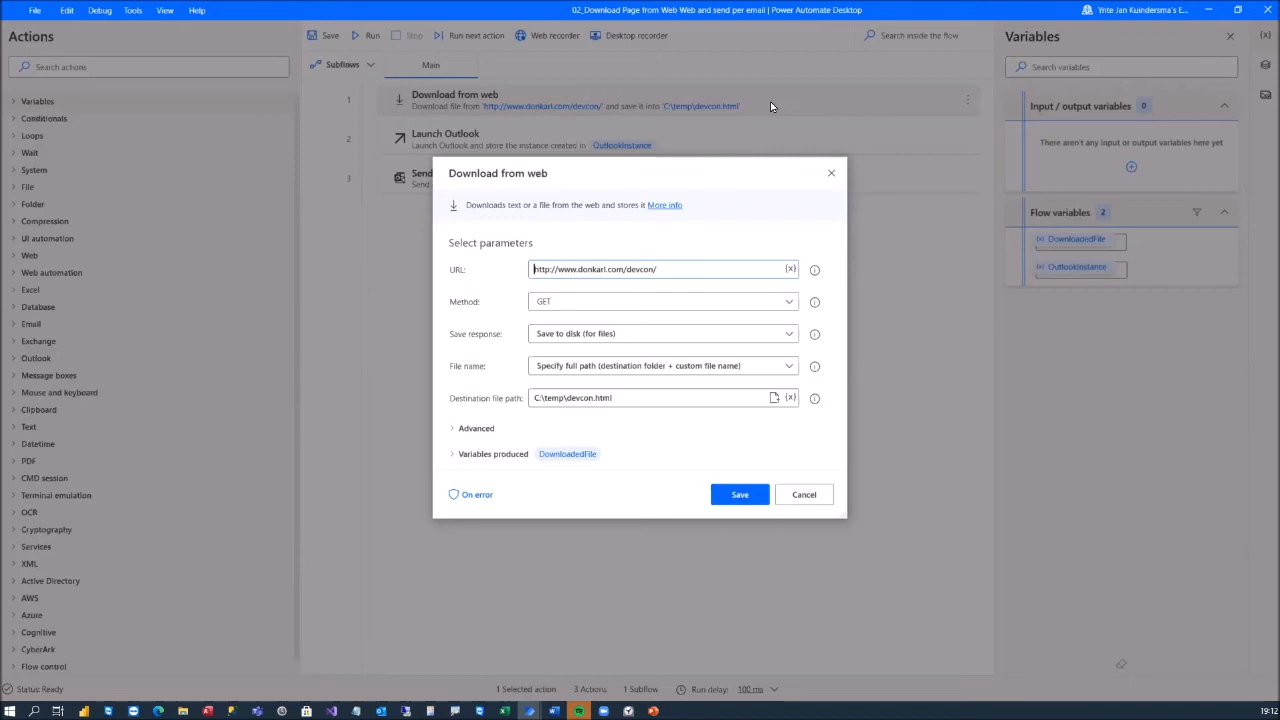 File Edit Debug Tools View Help
02_Download Page from Web Web and send per email | Power Automate Desktop
Ynte Jan Kuindersma's E...
Actions
Search actions
Variables
Conditionals
Loops
Wait
System
File
Folder
Compression
UI automation
Web
Web automation
Excel
Database
Email
Exchange
Outlook
Message boxes
Mouse and keyboard
Clipboard
Text
Datetime
PDF
CMD session
Terminal emulation
OCR
Cryptography
Services
XML
Active Directory
AWS
Azure
Cognitive
CyberArk
Flow control
Save Run Stop Run next action Web recorder Desktop recorder
Search inside the flow
Subflows Main
1
Download from web
Download file from 'http://www.donkarl.com/devcon/' and save it into 'C:\temp\devcon.html'
2
Launch Outlook
Launch Outlook and store the instance created in OutlookInstance
3
Send
Send
Download from web
Downloads text or a file from the web and stores it More info
Select parameters
URL: http://www.donkarl.com/devcon/ {x}
Method: GET
Save response: Save to disk (for files)
File name: Specify full path (destination folder + custom file name)
Destination file path: C:\temp\devcon.html {x}
Advanced
Variables produced DownloadedFile
On error Save Cancel
Variables
{x}
Search variables
Input / output variables 0
There aren't any input or output variables here yet
Flow variables 2
(x) DownloadedFile
(x) OutlookInstance
Status: Ready
1 Selected action 3 Actions 1 Subflow Run delay: 100 ms
19:12